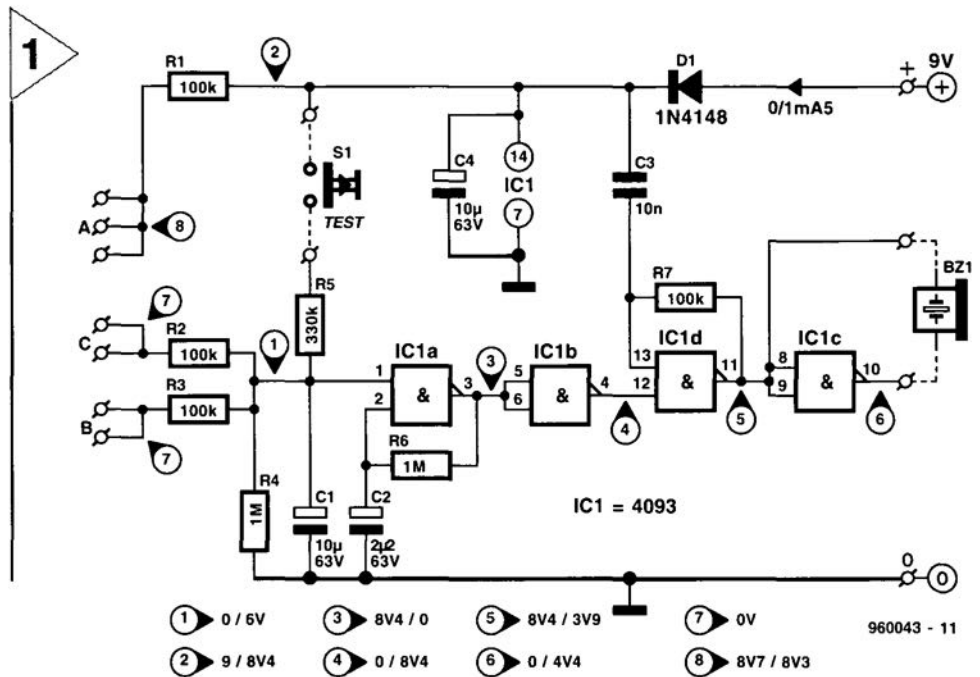 1
R1
100k
2
D1
1N4148
0/1mA5
+ 9V
+
S1
TEST
C4
10µ
63V
14
IC1
7
C3
10n
A
8
7
C
R2
100k
R3
100k
B
7
1
R5
330k
R4
1M
IC1a
1
2
&
3
3
R6
1M
C1
10µ
63V
C2
2µ2
63V
IC1b
5
6
&
4
4
R7
100k
IC1d
13
12
&
11
5
IC1c
8
9
&
10
6
BZ1
IC1 = 4093
0
0
1 0 / 6V
3 8V4 / 0
5 8V4 / 3V9
7 0V
2 9 / 8V4
4 0 / 8V4
6 0 / 4V4
8 8V7 / 8V3
960043 - 11